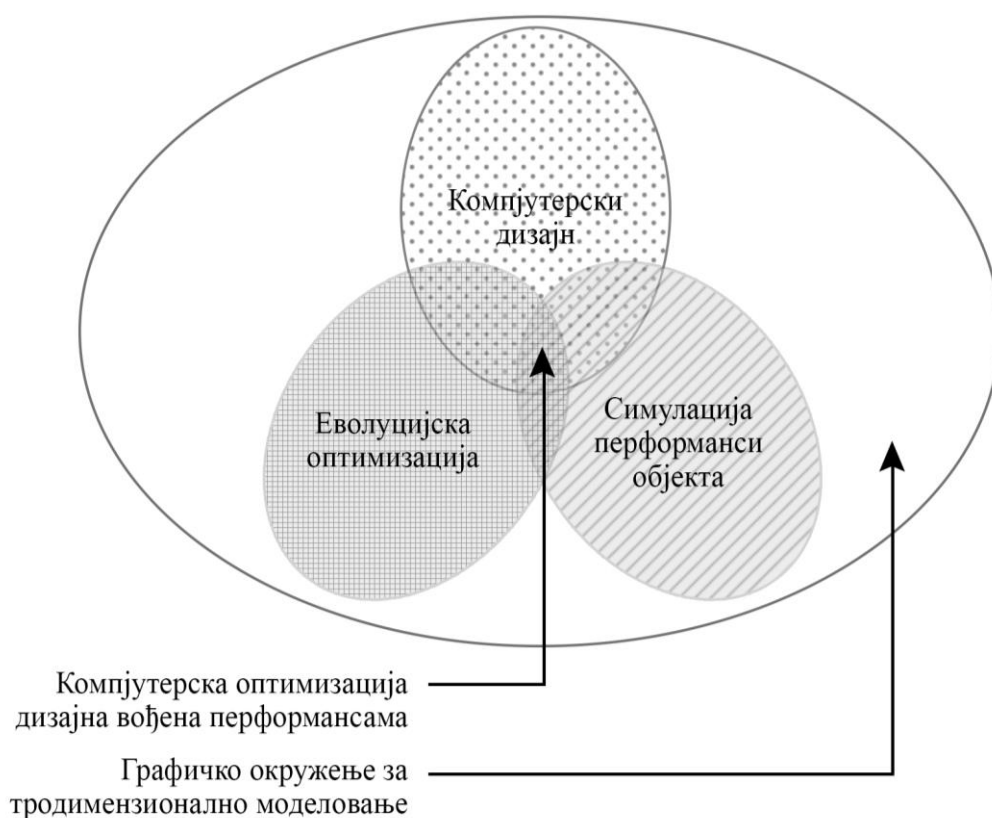 Компјутерски
дизајн
Еволуцијска
оптимизација
Симулација
перформанси
објекта
Компјутерска оптимизација
дизајна вођена перформансама
Графичко окружење за
тродимензионално моделовање